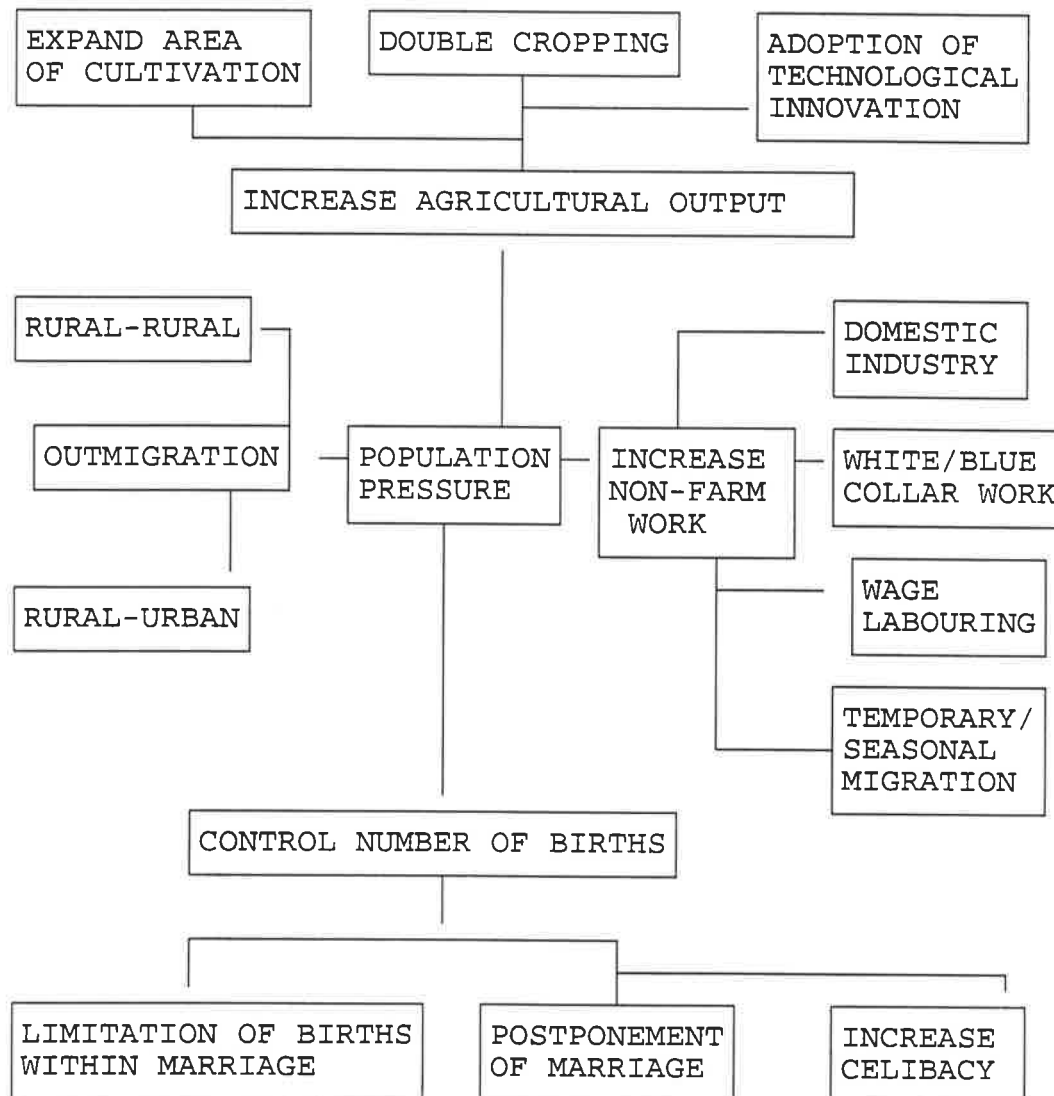 EXPAND AREA
OF CULTIVATION
DOUBLE CROPPING
ADOPTION OF
TECHNOLOGICAL
INNOVATION
INCREASE AGRICULTURAL OUTPUT
RURAL-RURAL
DOMESTIC
INDUSTRY
OUTMIGRATION
POPULATION
PRESSURE
INCREASE
NON-FARM
WORK
WHITE/BLUE
COLLAR WORK
RURAL-URBAN
WAGE
LABOURING
TEMPORARY/
SEASONAL
MIGRATION
CONTROL NUMBER OF BIRTHS
LIMITATION OF BIRTHS
WITHIN MARRIAGE
POSTPONEMENT
OF MARRIAGE
INCREASE
CELIBACY